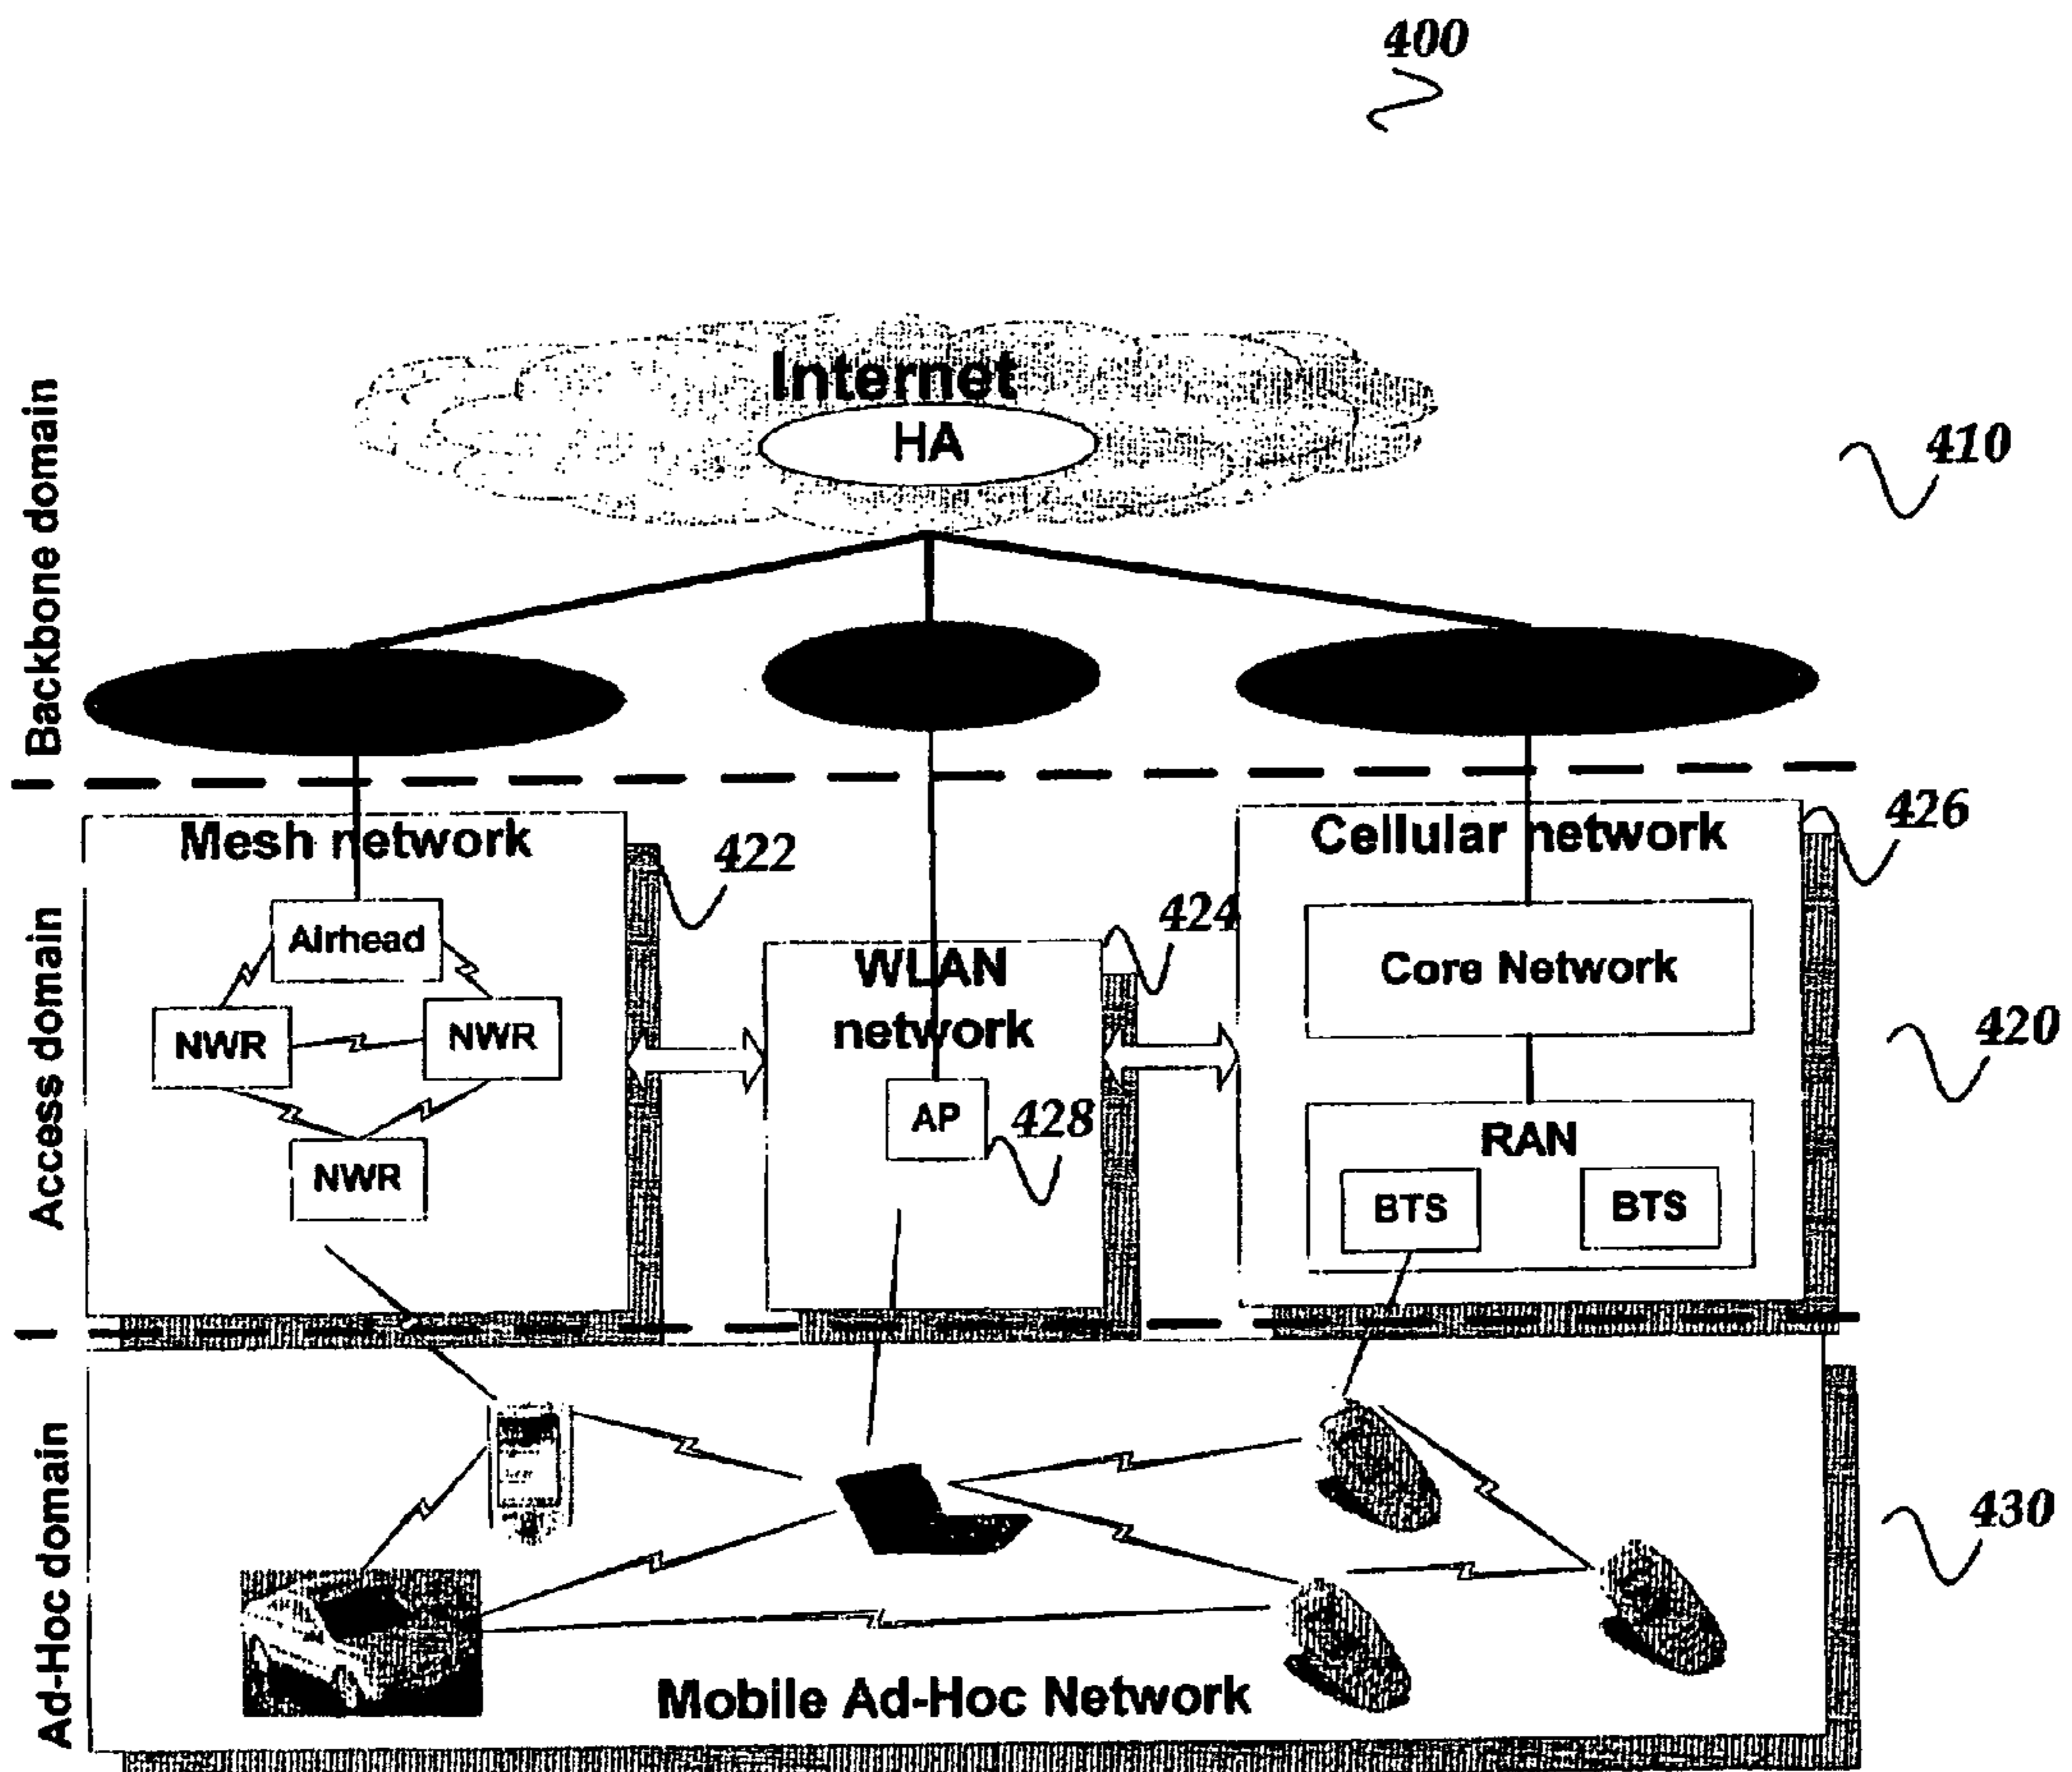 400
Internet
HA
410
Backbone domain
Mesh network
422
Cellular network
426
424
Airhead
WLAN
network
Core Network
NWR
NWR
420
Access domain
AP
428
RAN
NWR
BTS
BTS
430
Ad-Hoc domain
Mobile Ad-Hoc Network